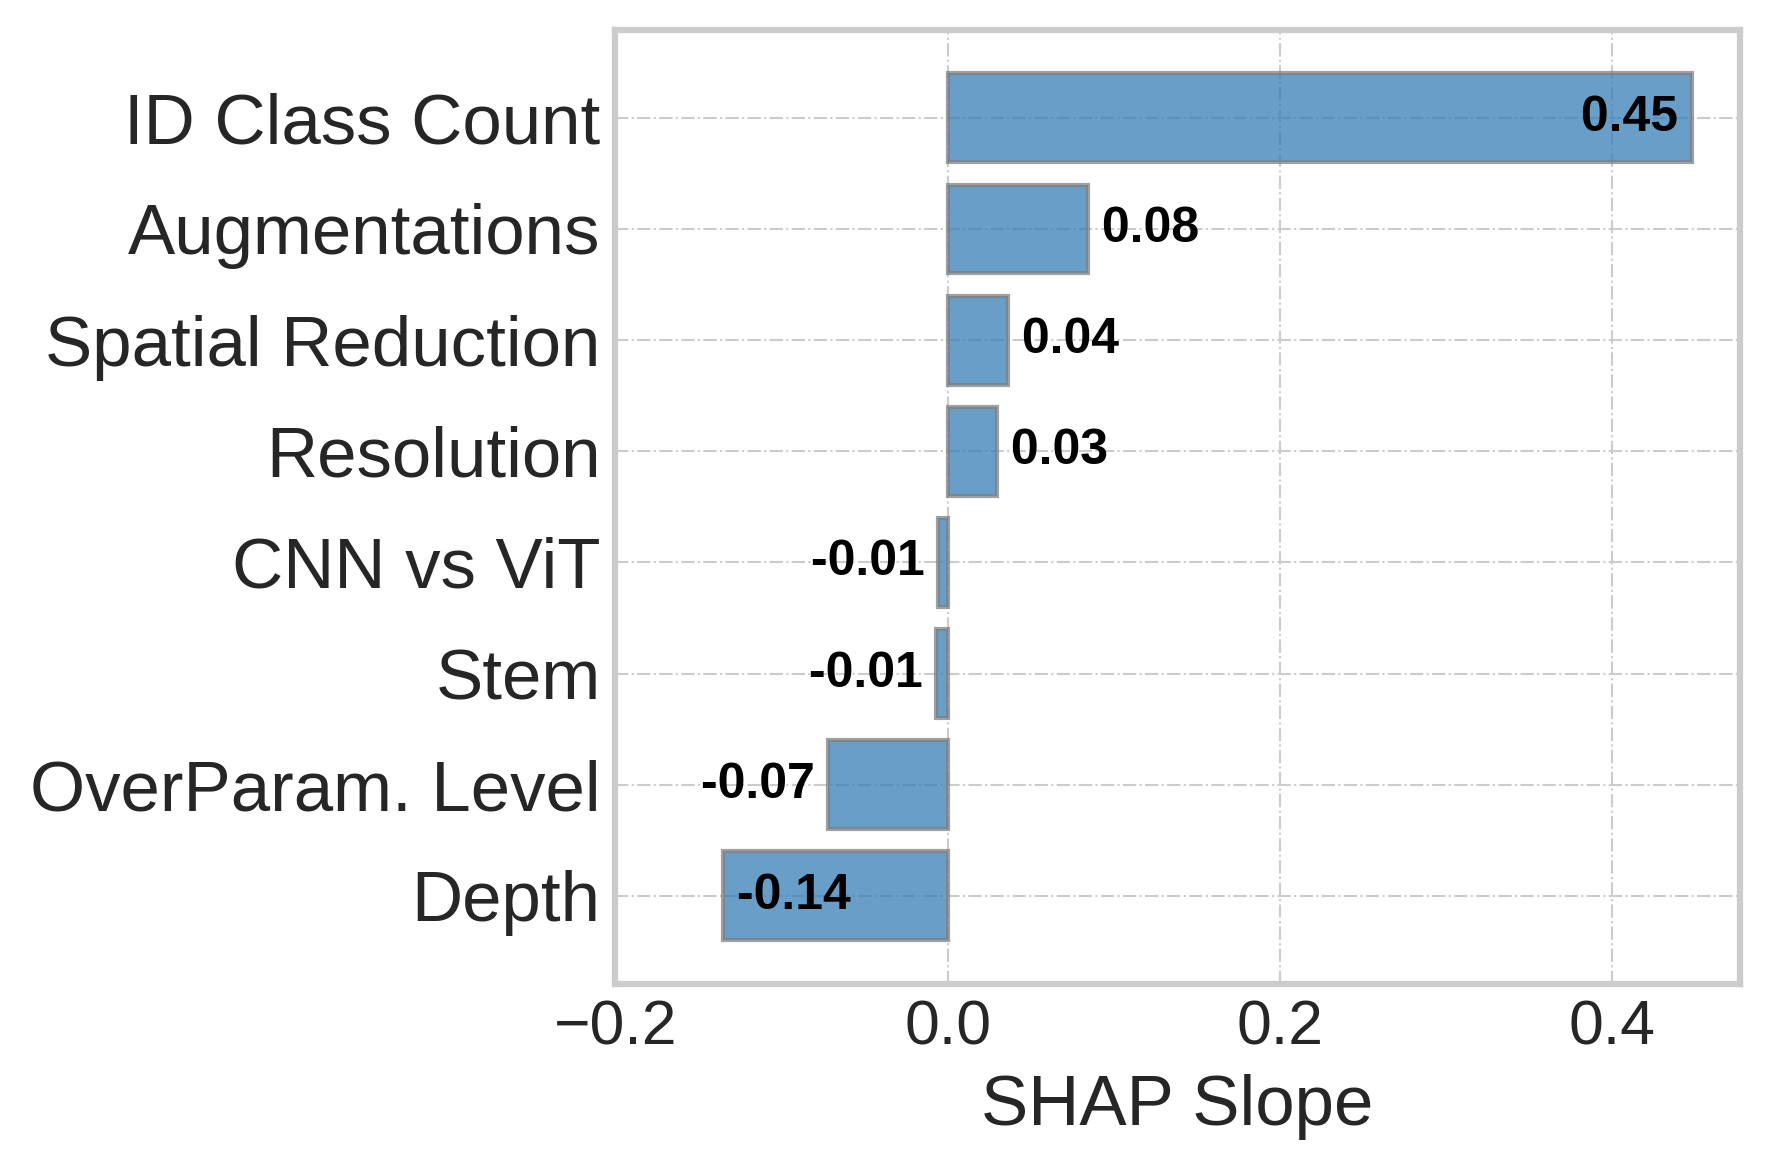 ID Class Count 0.45
Augmentations 0.08
Spatial Reduction 0.04
Resolution 0.03
CNN vs ViT -0.01
Stem -0.01
OverParam. Level -0.07
Depth -0.14
−0.2 0.0 0.2 0.4
SHAP Slope